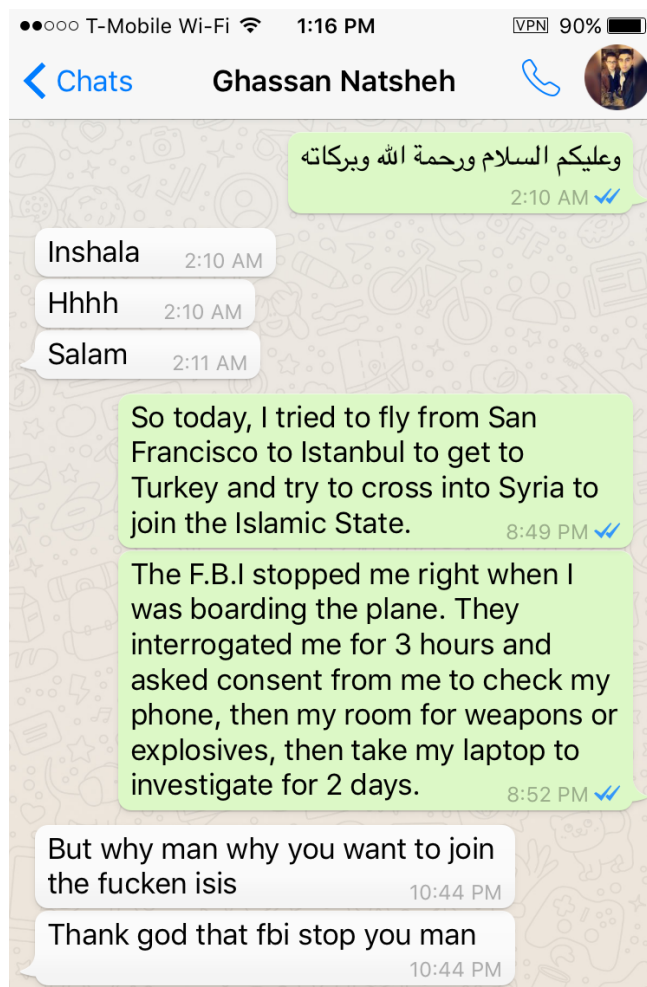 T-Mobile Wi-Fi 1:16 PM VPN 90%
Chats Ghassan Natsheh
وعليكم السلام ورحمة الله وبركاته
2:10 AM
Inshala 2:10 AM
Hhhh 2:10 AM
Salam 2:11 AM
So today, I tried to fly from San
Francisco to Istanbul to get to
Turkey and try to cross into Syria to
join the Islamic State. 8:49 PM
The F.B.I stopped me right when I
was boarding the plane. They
interrogated me for 3 hours and
asked consent from me to check my
phone, then my room for weapons or
explosives, then take my laptop to
investigate for 2 days. 8:52 PM
But why man why you want to join
the fucken isis 10:44 PM
Thank god that fbi stop you man
10:44 PM